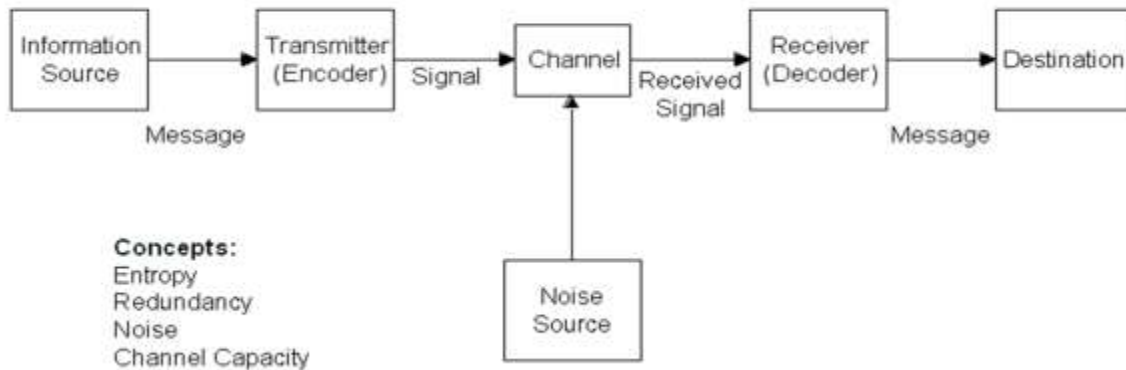 Information
Source
Transmitter
(Encoder)
Channel
Receiver
(Decoder)
Destination
Signal
Received
Signal
Message
Message
Concepts:
Entropy
Redundancy
Noise
Channel Capacity
Noise
Source